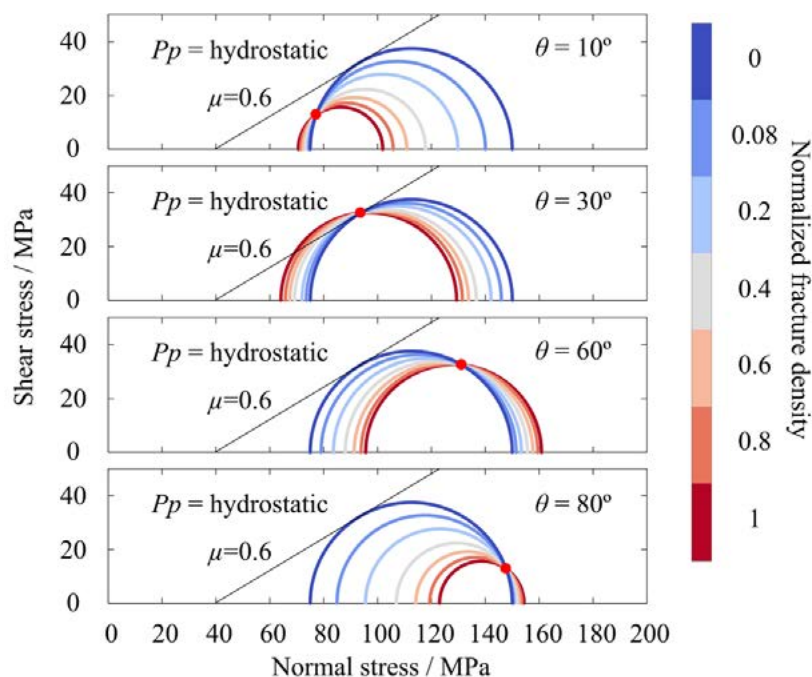 40
Pp = hydrostatic
θ = 10º
20
μ=0.6
0
40
Pp = hydrostatic
θ = 30º
20
μ=0.6
0
40
Pp = hydrostatic
θ = 60º
20
μ=0.6
0
40
Pp = hydrostatic
θ = 80º
20
μ=0.6
0
0 20 40 60 80 100 120 140 160 180 200
Normal stress / MPa
Shear stress / MPa
0
0.08
0.2
0.4
0.6
0.8
1
Normalized fracture density